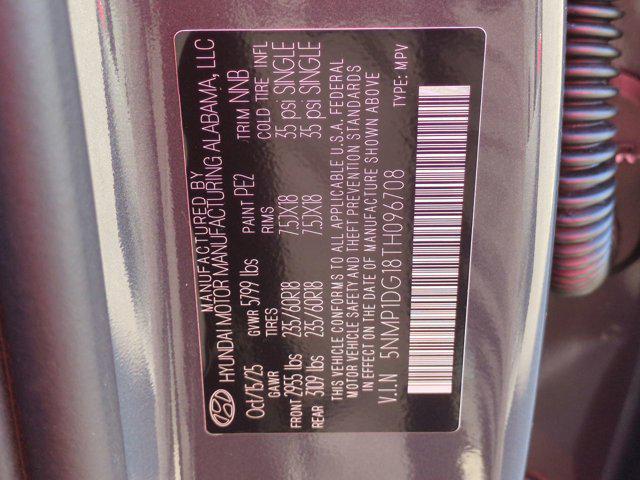 MANUFACTURED BY
HYUNDAI MOTOR MANUFACTURING ALABAMA, LLC
Oct/15/25 GVWR 5799 lbs PAINT PE2 TRIM NNB
GAWR TIRES RIMS COLD TIRE INFL
FRONT 2955 lbs 235/60R18 7.5JX18 35 psi SINGLE
REAR 3109 lbs 235/60R18 7.5JX18 35 psi SINGLE
THIS VEHICLE CONFORMS TO ALL APPLICABLE U.S.A. FEDERAL
MOTOR VEHICLE SAFETY AND THEFT PREVENTION STANDARDS
IN EFFECT ON THE DATE OF MANUFACTURE SHOWN ABOVE
V.I.N 5NMP1DG18TH096708 TYPE: MPV